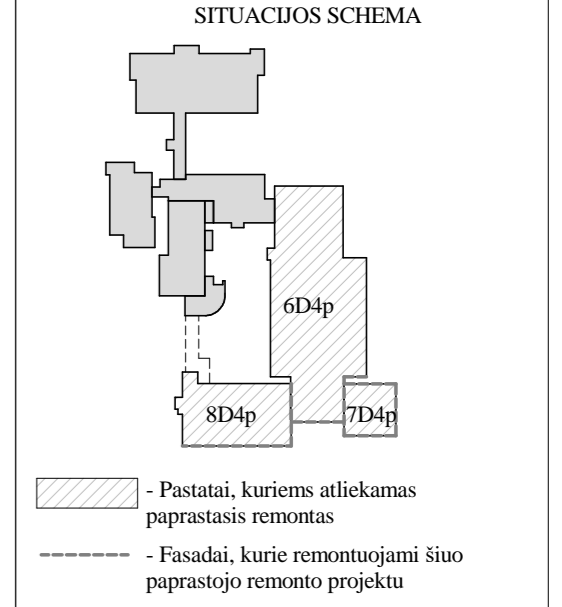 SITUACIJOS SCHEMA
6D4p
8D4p
7D4p
- Pastatai, kuriems atliekamas
paprastasis remontas
- Fasadai, kurie remontuojami šiuo
paprastojo remonto projektu